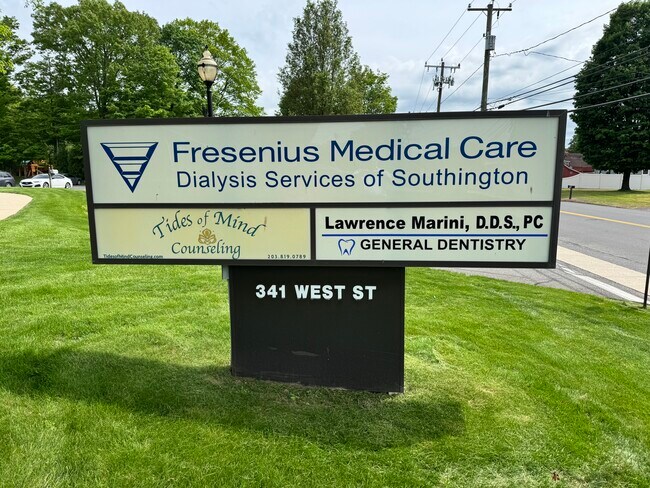 Fresenius Medical Care
Dialysis Services of Southington
Tides of Mind
Counseling
TidesofMindCounseling.com
203.819.0789
Lawrence Marini, D.D.S., PC
GENERAL DENTISTRY
341 WEST ST